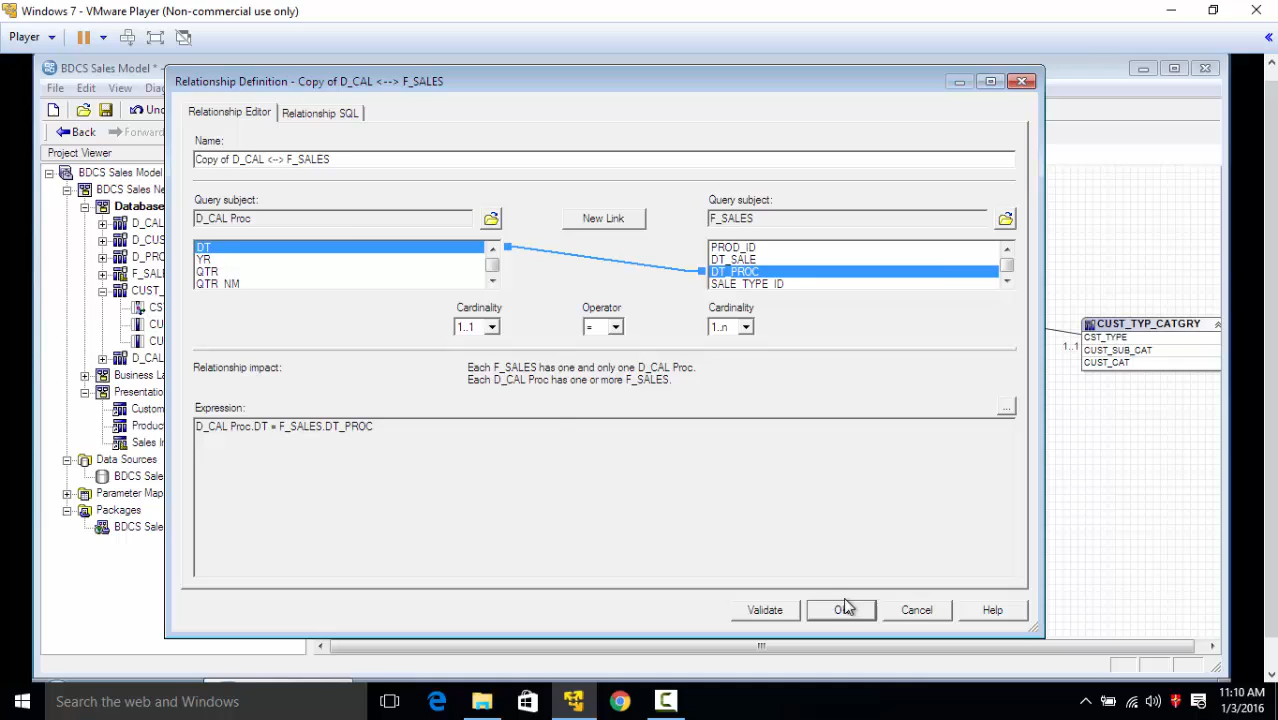 Windows 7 - VMware Player (Non-commercial use only)
Player
BDCS Sales Model *
File Edit View
Undo
Back Forward
Project Viewer
BDCS Sales Model
BDCS Sales Ne
Database
D_CAL
D_CUS
D_PRO
F_SAL
CUST_
CS
CU
CU
D_CAL
Business La
Presentation
Custom
Produc
Sales In
Data Sources
BDCS Sale
Parameter Map
Packages
BDCS Sale
Relationship Definition - Copy of D_CAL <--> F_SALES
Relationship Editor
Relationship SQL
Name:
Copy of D_CAL <--> F_SALES
Query subject:
D_CAL Proc
New Link
Query subject:
F_SALES
DT
YR
QTR
QTR_NM
PROD_ID
DT_SALE
DT_PROC
SALE_TYPE_ID
Cardinality
1..1
Operator
=
Cardinality
1..n
Relationship impact:
Each F_SALES has one and only one D_CAL Proc.
Each D_CAL Proc has one or more F_SALES.
Expression:
...
D_CAL Proc.DT = F_SALES.DT_PROC
Validate
Cancel
Help
1..1
CUST_TYP_CATGRY
CST_TYPE
CUST_SUB_CAT
CUST_CAT
Search the web and Windows
11:10 AM
1/3/2016